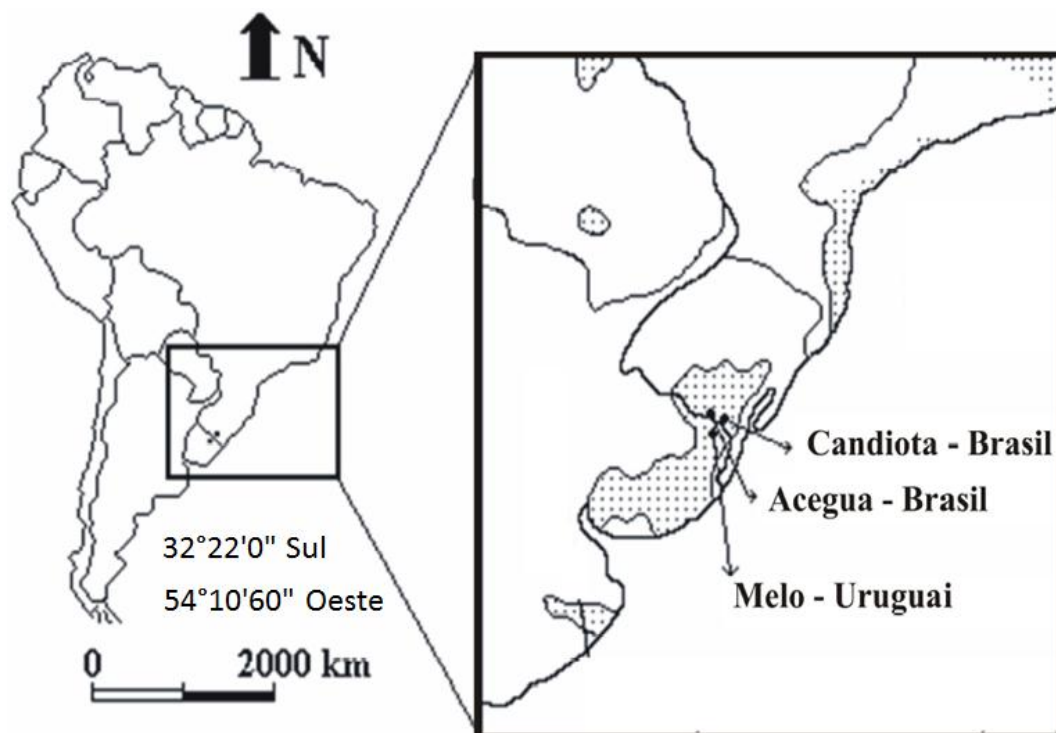 N
Candiota - Brasil
Acegua - Brasil
Melo - Uruguai
32°22'0" Sul
54°10'60" Oeste
0 2000 km